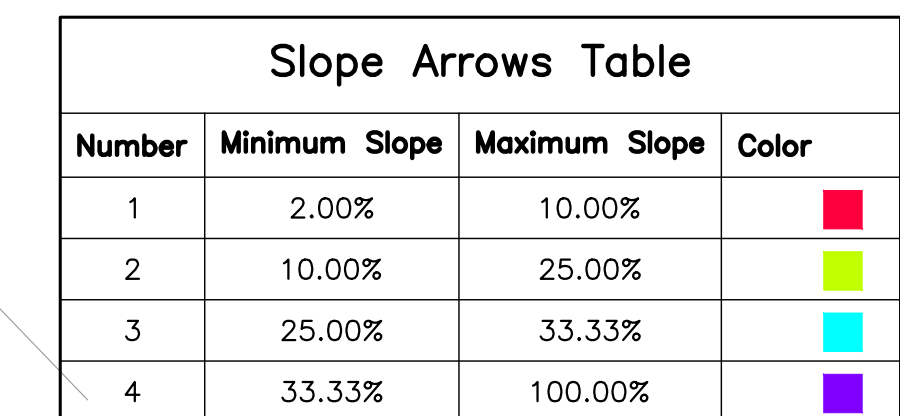 Slope Arrows Table
Number Minimum Slope Maximum Slope Color
1 2.00% 10.00%
2 10.00% 25.00%
3 25.00% 33.33%
4 33.33% 100.00%